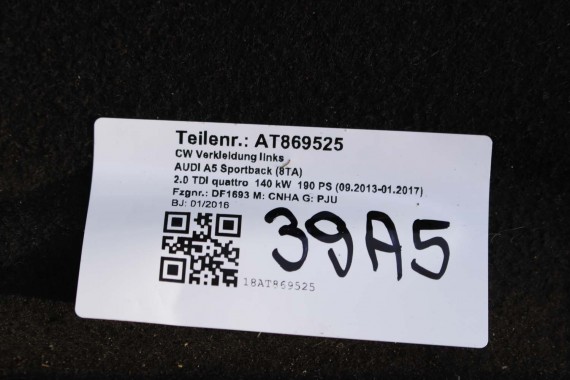 Teilenr.: AT869525
CW Verkleidung links
AUDI A5 Sportback (8TA)
2.0 TDI quattro 140 kW 190 PS (09.2013-01.2017)
Fzgnr.: DF1693 M: CNHA G: PJU
BJ: 01/2016
39A5
18AT869525